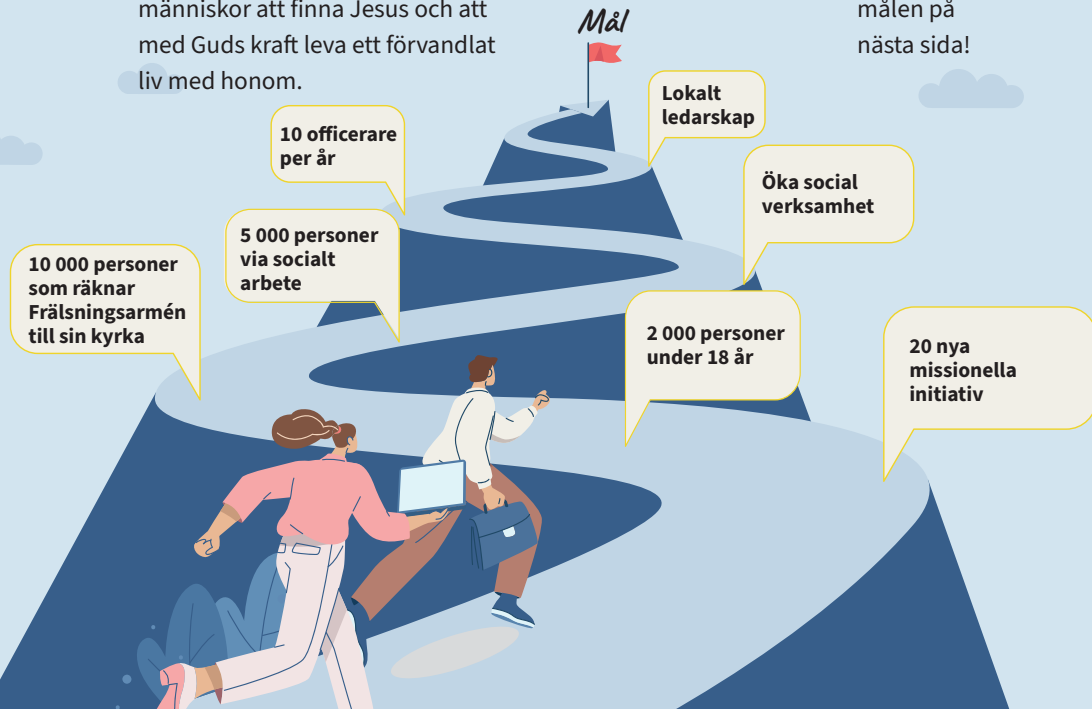 människor att finna Jesus och att
med Guds kraft leva ett förvandlat
liv med honom.
målen på
nästa sida!
Mål
Lokalt
ledarskap
10 officerare
per år
Öka social
verksamhet
5 000 personer
via socialt
arbete
10 000 personer
som räknar
Frälsningsarmén
till sin kyrka
2 000 personer
under 18 år
20 nya
missionella
initiativ